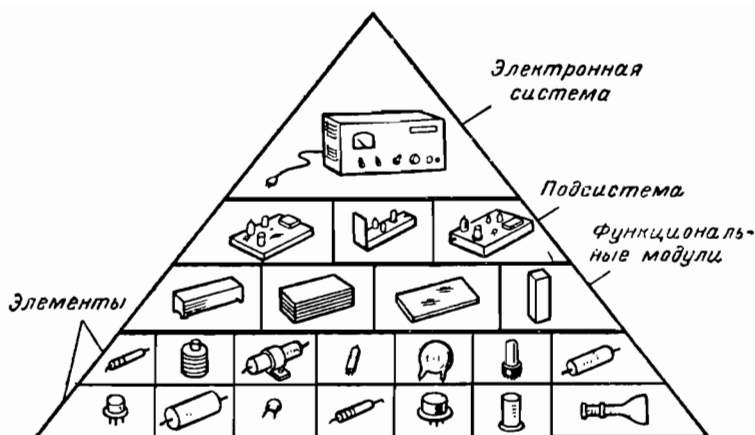 Электронная
система
Подсистема
Функциональ-
ные модули
Элементы